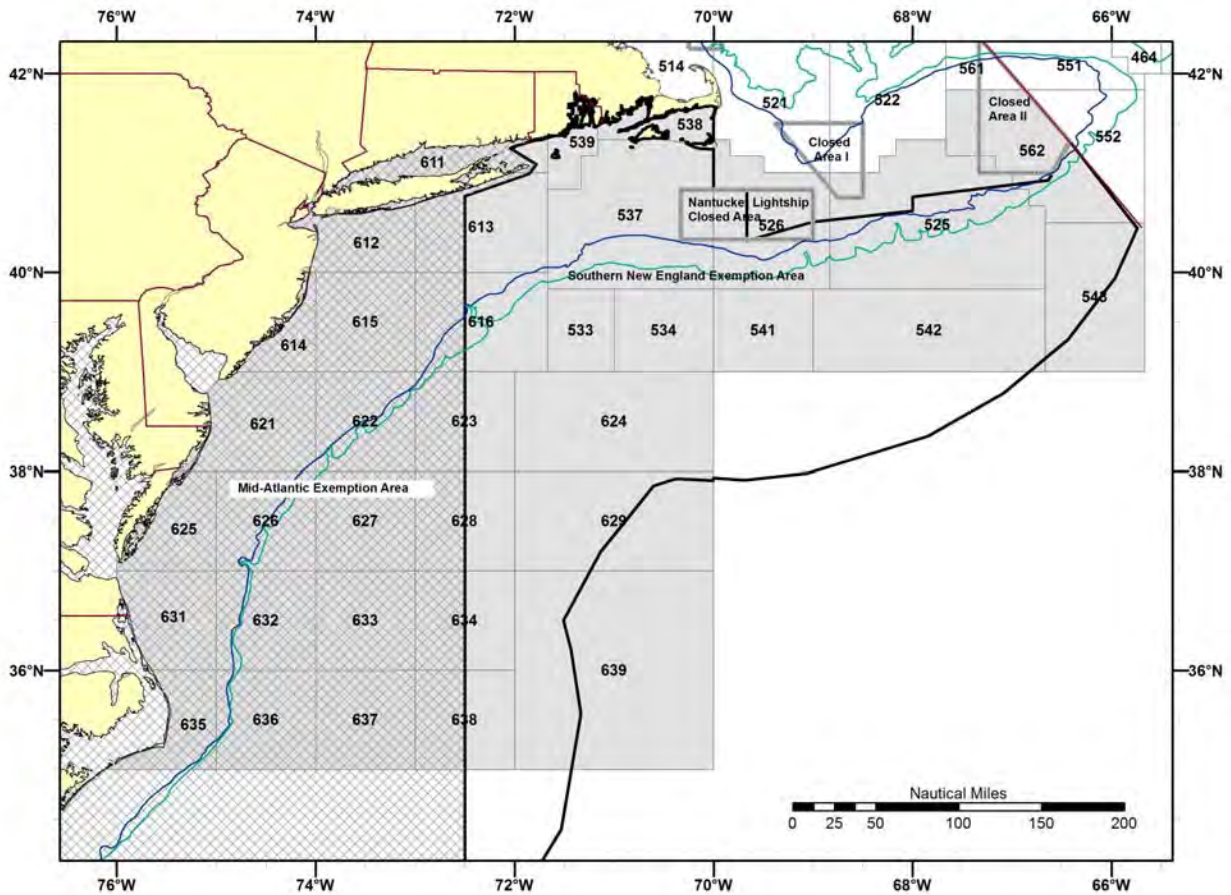 76°W 74°W 72°W 70°W 68°W 66°W
42°N 42°N
514
521
522
561
551
464
Closed
Area II
552
538
539
Closed
Area I
562
611
Nantucke Lightship
Closed Area
526
537
613
612
525
40°N 40°N
Southern New England Exemption Area
543
615
616
533
534
541
542
614
621
622
623
624
38°N 38°N
Mid-Atlantic Exemption Area
625
626
627
628
629
631
632
633
634
36°N 36°N
639
635
636
637
638
Nautical Miles
0 25 50 100 150 200
76°W 74°W 72°W 70°W 68°W 66°W